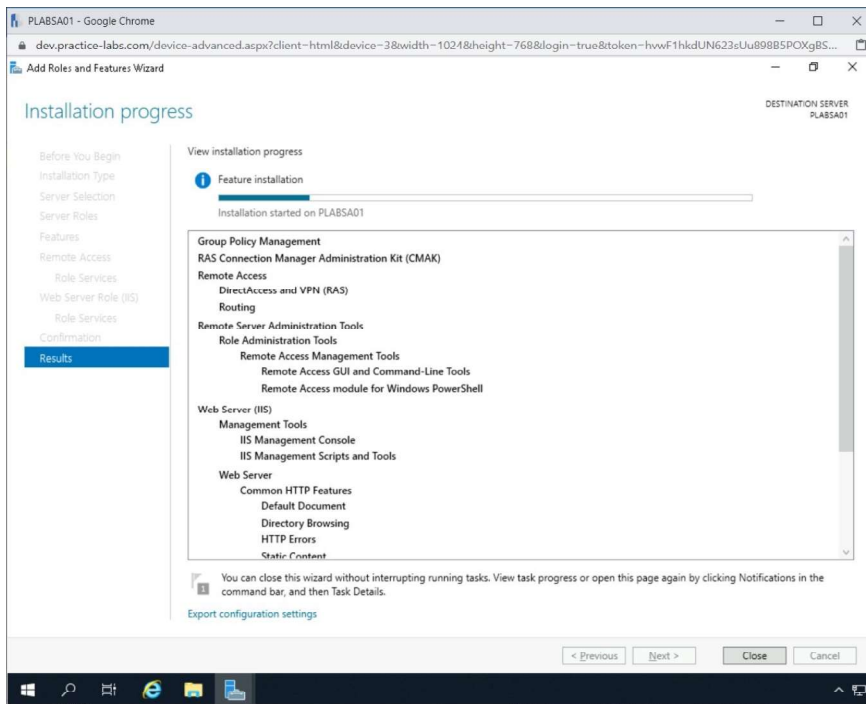 PLABSA01 - Google Chrome
dev.practice-labs.com/device-advanced.aspx?client=html&device=3&width=1024&height=768&login=true&token=hvwF1hkdUN623sUu898B5POXgBS...
Add Roles and Features Wizard
Installation progress
DESTINATION SERVER
PLABSA01
Before You Begin
Installation Type
Server Selection
Server Roles
Features
Remote Access
Role Services
Web Server Role (IIS)
Role Services
Confirmation
Results
View installation progress
Feature installation
Installation started on PLABSA01
Group Policy Management
RAS Connection Manager Administration Kit (CMAK)
Remote Access
DirectAccess and VPN (RAS)
Routing
Remote Server Administration Tools
Role Administration Tools
Remote Access Management Tools
Remote Access GUI and Command-Line Tools
Remote Access module for Windows PowerShell
Web Server (IIS)
Management Tools
IIS Management Console
IIS Management Scripts and Tools
Web Server
Common HTTP Features
Default Document
Directory Browsing
HTTP Errors
Static Content
1
You can close this wizard without interrupting running tasks. View task progress or open this page again by clicking Notifications in the
command bar, and then Task Details.
Export configuration settings
< Previous
Next >
Close
Cancel